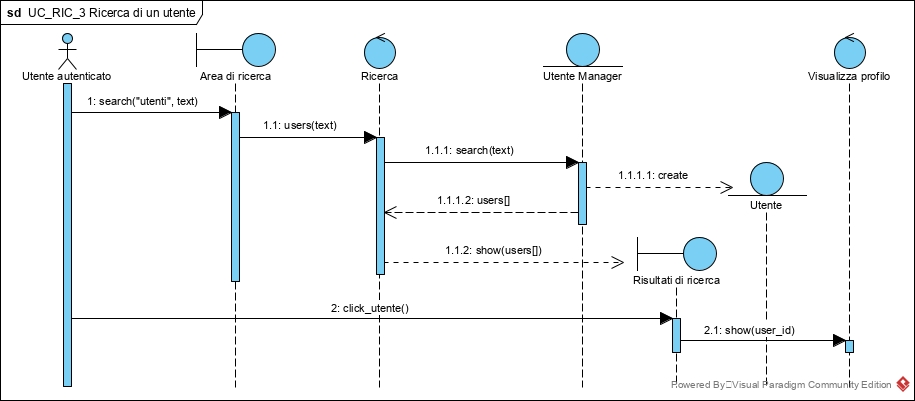 sd UC_RIC_3 Ricerca di un utente
Utente autenticato
Area di ricerca
Ricerca
Utente Manager
Visualizza profilo
1: search("utenti", text)
1.1: users(text)
1.1.1: search(text)
1.1.1.1: create
Utente
1.1.1.2: users[]
1.1.2: show(users[])
Risultati di ricerca
2: click_utente()
2.1: show(user_id)
Powered By Visual Paradigm Community Edition